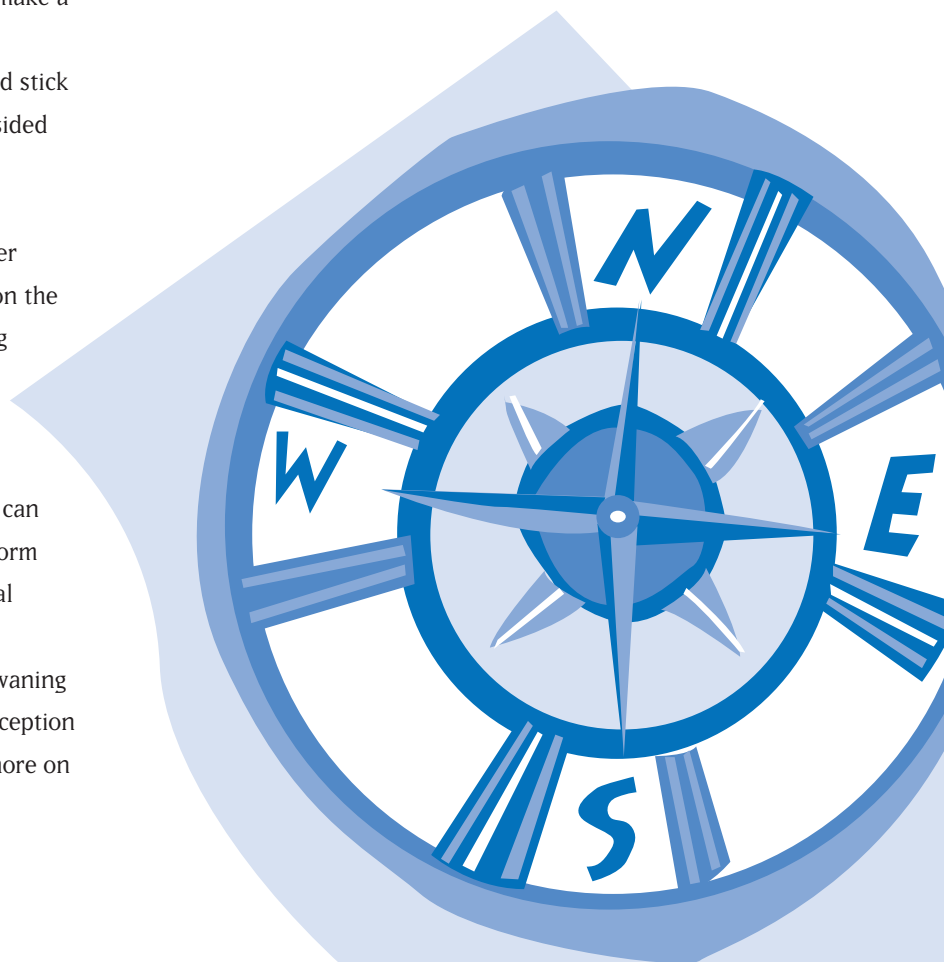 make a
d stick
sided
er
on the
g
can
orm
al
waning
ception
more on
N
W
E
S